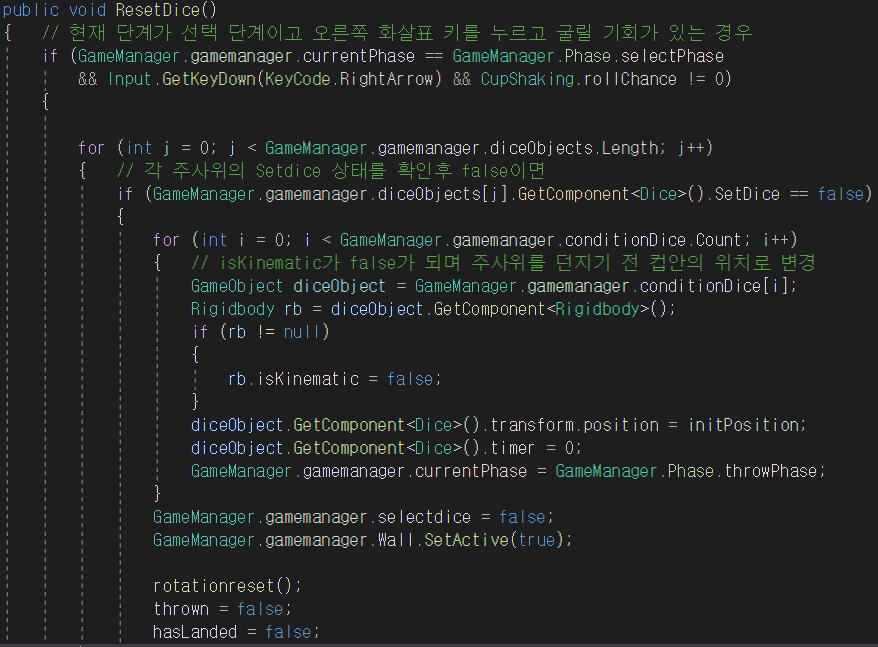 public void ResetDice()
{ // 현재 단계가 선택 단계이고 오른쪽 화살표 키를 누르고 굴릴 기회가 있는 경우
if (GameManager.gamemanager.currentPhase == GameManager.Phase.selectPhase
&& Input.GetKeyDown(KeyCode.RightArrow) && CupShaking.rollChance != 0)
{
for (int j = 0; j < GameManager.gamemanager.diceObjects.Length; j++)
{ // 각 주사위의 Setdice 상태를 확인후 false이면
if (GameManager.gamemanager.diceObjects[j].GetComponent<Dice>().SetDice == false)
{
for (int i = 0; i < GameManager.gamemanager.conditionDice.Count; i++)
{ // isKinematic가 false가 되며 주사위를 던지기 전 컵안의 위치로 변경
GameObject diceObject = GameManager.gamemanager.conditionDice[i];
Rigidbody rb = diceObject.GetComponent<Rigidbody>();
if (rb != null)
{
rb.isKinematic = false;
}
diceObject.GetComponent<Dice>().transform.position = initPosition;
diceObject.GetComponent<Dice>().timer = 0;
GameManager.gamemanager.currentPhase = GameManager.Phase.throwPhase;
}
GameManager.gamemanager.selectdice = false;
GameManager.gamemanager.Wall.SetActive(true);
rotationreset();
thrown = false;
hasLanded = false;